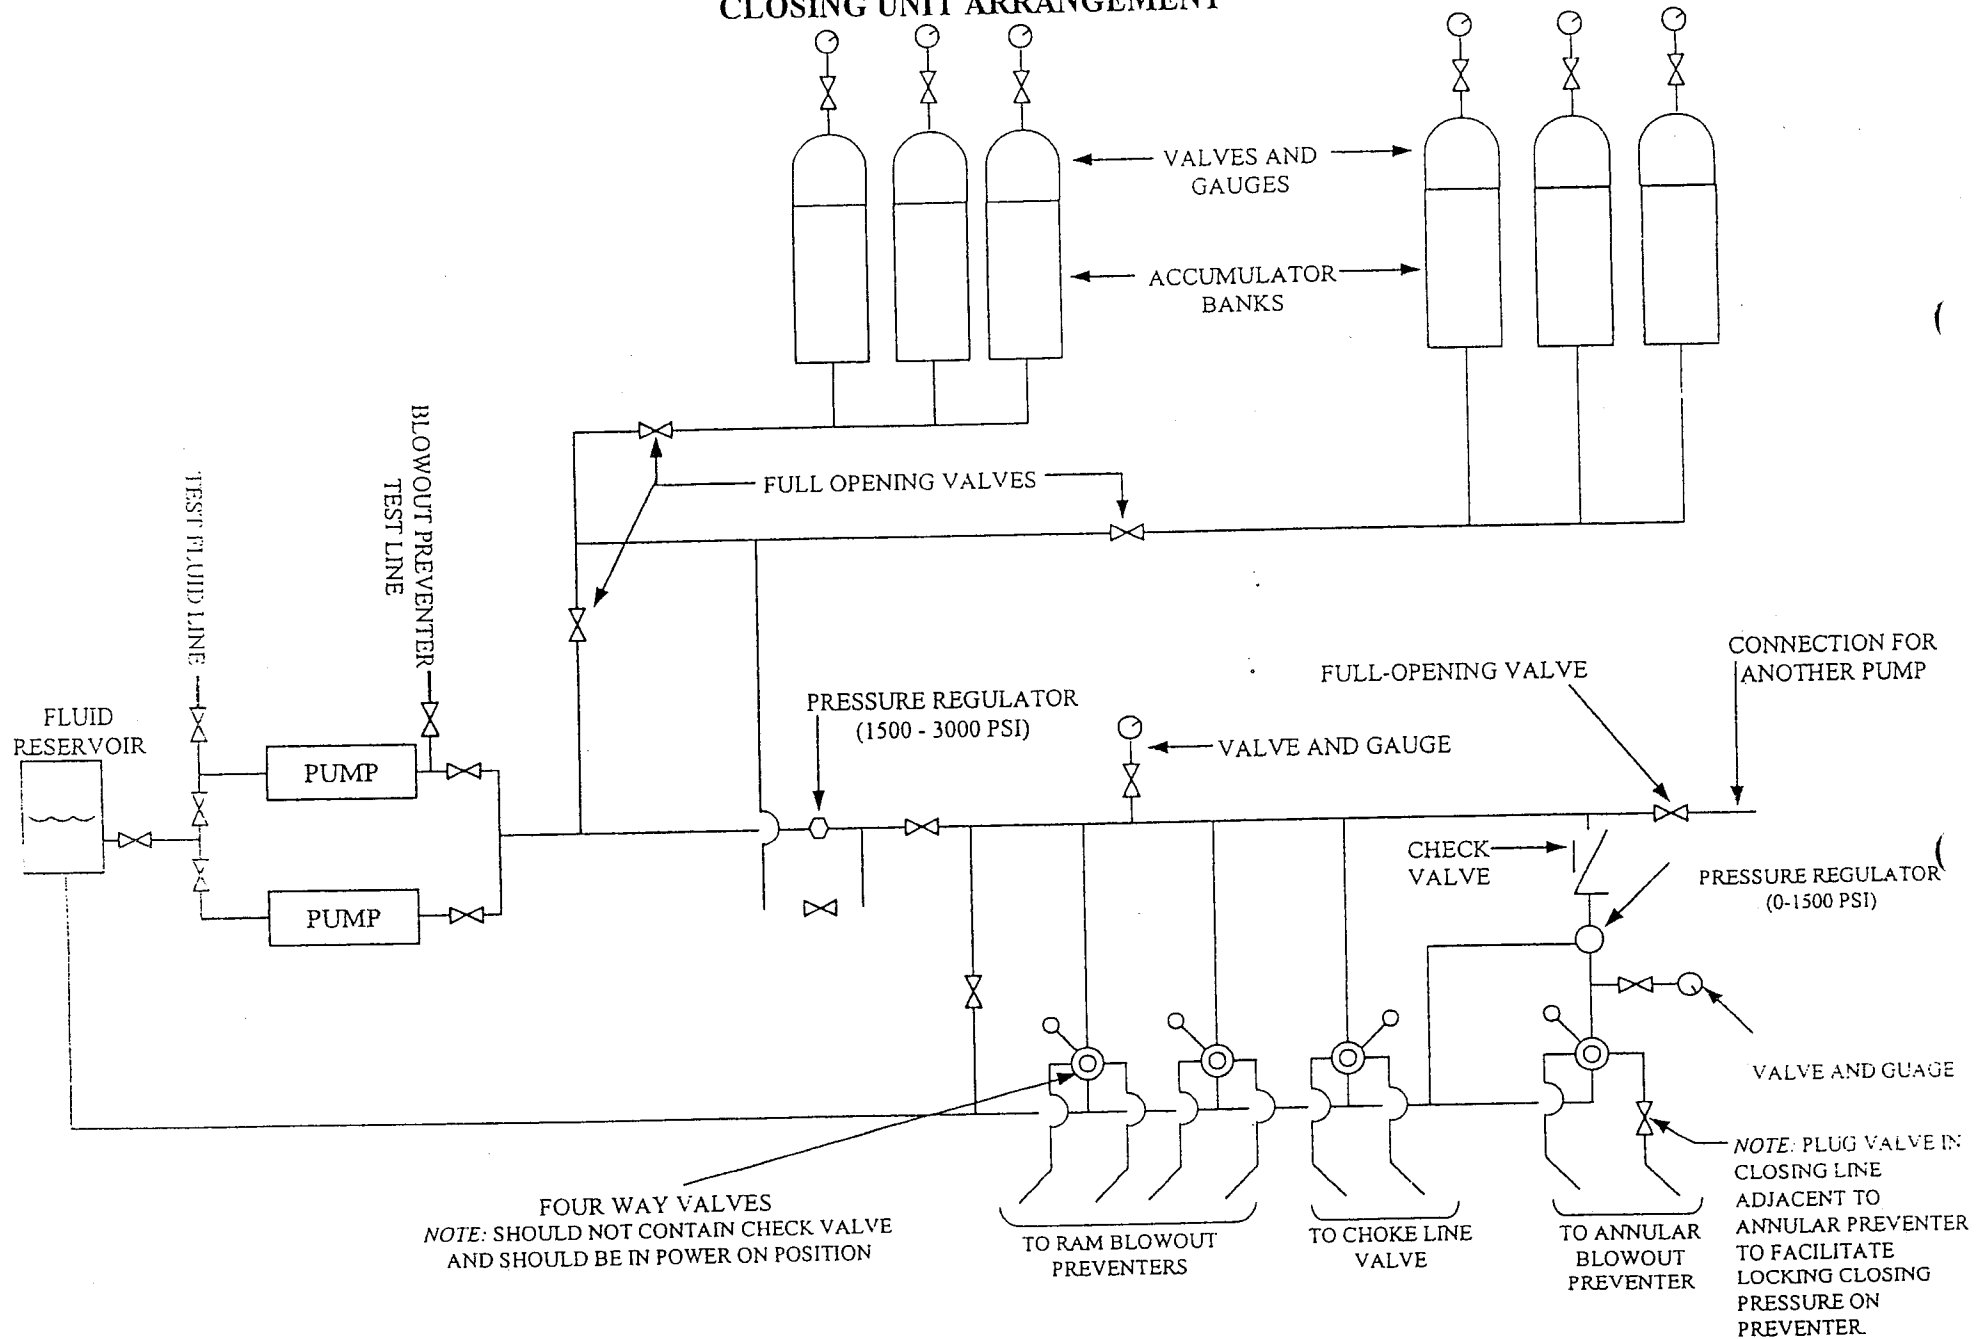 CLOSING UNIT ARRANGEMENT
VALVES AND
GAUGES
ACCUMULATOR
BANKS
BLOWOUT PREVENTER
TEST LINE
TEST FLUID LINE
FULL OPENING VALVES
CONNECTION FOR
ANOTHER PUMP
FULL-OPENING VALVE
PRESSURE REGULATOR
(1500 - 3000 PSI)
VALVE AND GAUGE
FLUID
RESERVOIR
PUMP
PUMP
CHECK
VALVE
PRESSURE REGULATOR
(0-1500 PSI)
VALVE AND GUAGE
NOTE: PLUG VALVE IN
CLOSING LINE
ADJACENT TO
ANNULAR PREVENTER
TO FACILITATE
LOCKING CLOSING
PRESSURE ON
PREVENTER
FOUR WAY VALVES
NOTE: SHOULD NOT CONTAIN CHECK VALVE
AND SHOULD BE IN POWER ON POSITION
TO RAM BLOWOUT
PREVENTERS
TO CHOKE LINE
VALVE
TO ANNULAR
BLOWOUT
PREVENTER